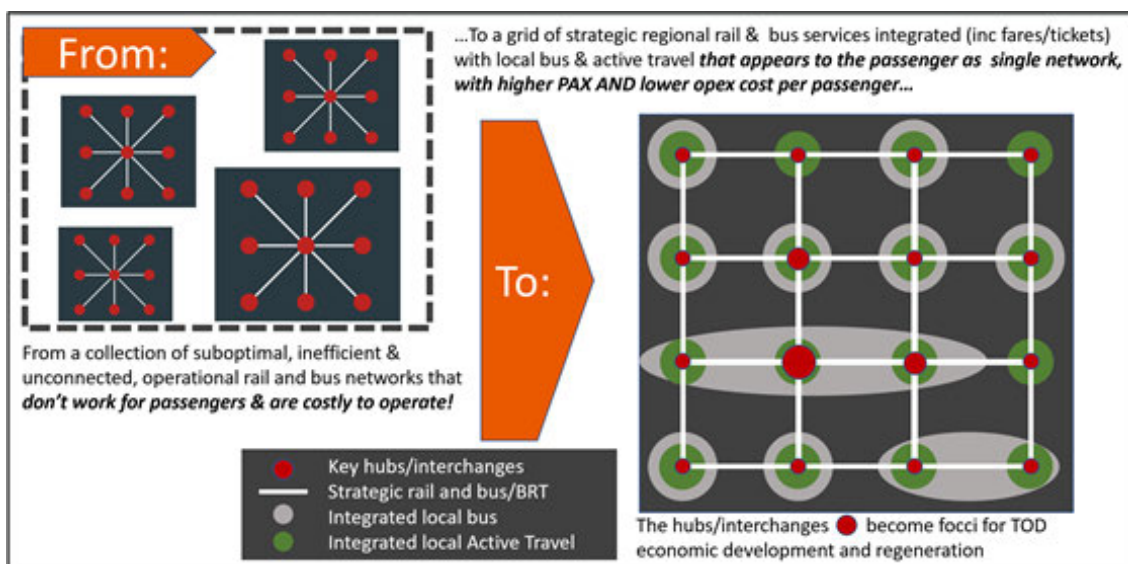 From:
...To a grid of strategic regional rail & bus services integrated (inc fares/tickets)
with local bus & active travel that appears to the passenger as single network,
with higher PAX AND lower opex cost per passenger...
To:
From a collection of suboptimal, inefficient &
unconnected, operational rail and bus networks that
don't work for passengers & are costly to operate!
Key hubs/interchanges
Strategic rail and bus/BRT
Integrated local bus
Integrated local Active Travel
The hubs/interchanges become focci for TOD
economic development and regeneration